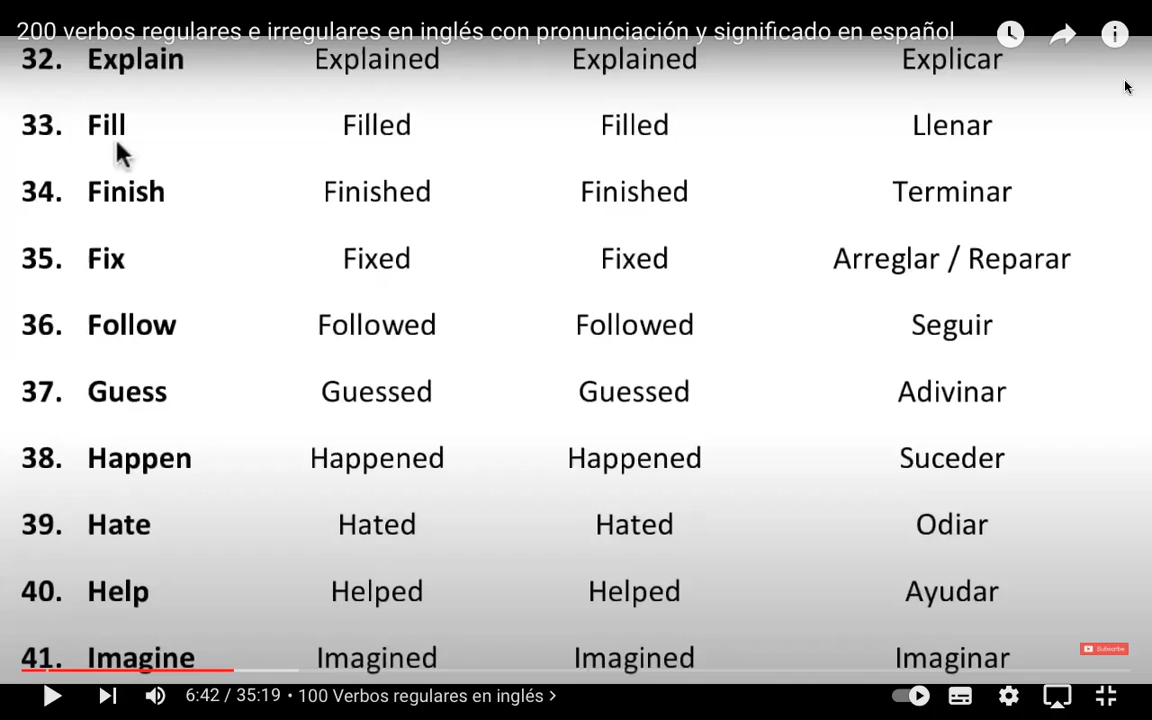 200 verbos regulares e irregulares en inglés con pronunciación y significado en español
32. Explain Explained Explained Explicar
33. Fill Filled Filled Llenar
34. Finish Finished Finished Terminar
35. Fix Fixed Fixed Arreglar / Reparar
36. Follow Followed Followed Seguir
37. Guess Guessed Guessed Adivinar
38. Happen Happened Happened Suceder
39. Hate Hated Hated Odiar
40. Help Helped Helped Ayudar
41. Imagine Imagined Imagined Imaginar
Subscribe
6:42 / 35:19 • 100 Verbos regulares en inglés >